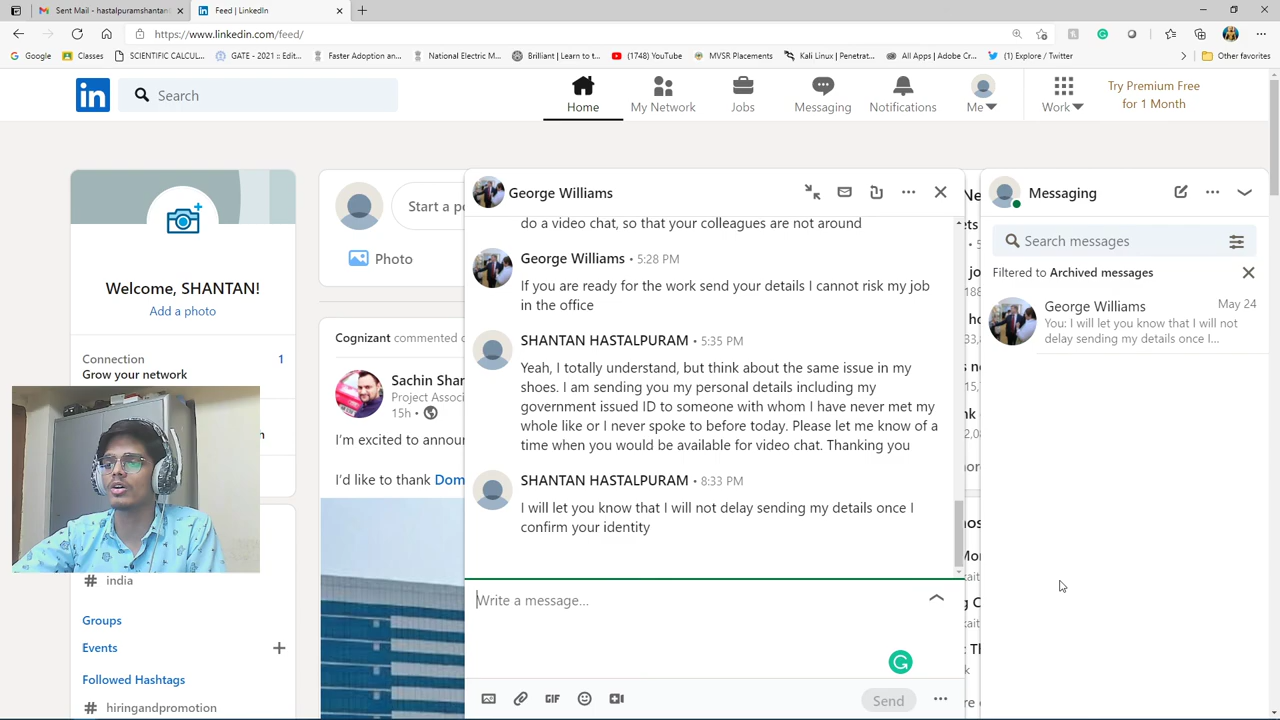 Sent Mail - hastalpuramshantan
Feed | LinkedIn
https://www.linkedin.com/feed/
Google
Classes
SCIENTIFIC CALCUL...
GATE - 2021 | Editi...
Faster Adoption an...
National Electric M...
Brilliant | Learn to t...
(1748) YouTube
MVSR Placements
Kali Linux | Penetrat...
All Apps | Adobe Cr...
(1) Explore / Twitter
Other favorites
in
Search
Home
My Network
Jobs
Messaging
Notifications
Me
Work
Try Premium Free
for 1 Month
Welcome, SHANTAN!
Add a photo
Connection
1
Grow your network
# india
Groups
Events
Followed Hashtags
# hiringandpromotion
Start a po
Photo
Cognizant commented o
Sachin Shar
Project Associ
15h •
I'm excited to annou
I'd like to thank Dom
George Williams
do a video chat, so that your colleagues are not around
George Williams • 5:28 PM
If you are ready for the work send your details I cannot risk my job
in the office
SHANTAN HASTALPURAM • 5:35 PM
Yeah, I totally understand, but think about the same issue in my
shoes. I am sending you my personal details including my
government issued ID to someone with whom I have never met my
whole like or I never spoke to before today. Please let me know of a
time when you would be available for video chat. Thanking you
SHANTAN HASTALPURAM • 8:33 PM
I will let you know that I will not delay sending my details once I
confirm your identity
Write a message...
GIF
Send
Messaging
Search messages
Filtered to Archived messages
George Williams
May 24
You: I will let you know that I will not
delay sending my details once I...